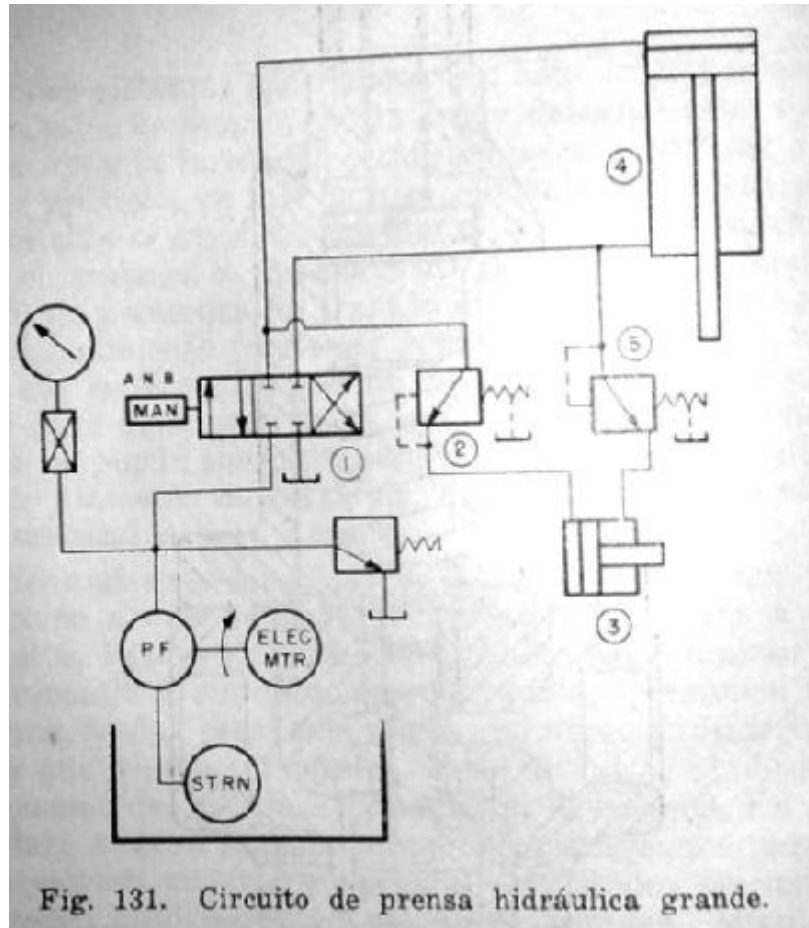 4
5
A N B
MAN
1
2
P.F.
ELEC
MTR.
3
STRN
Fig. 131. Circuito de prensa hidráulica grande.